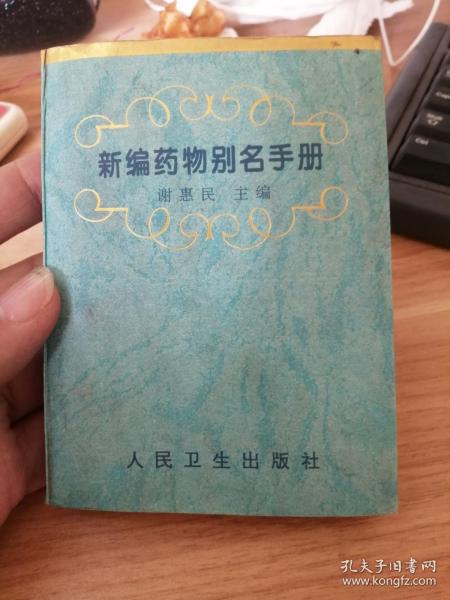 新编药物别名手册
谢惠民 主编
人民卫生出版社
孔夫子旧书网
www.kongfz.com